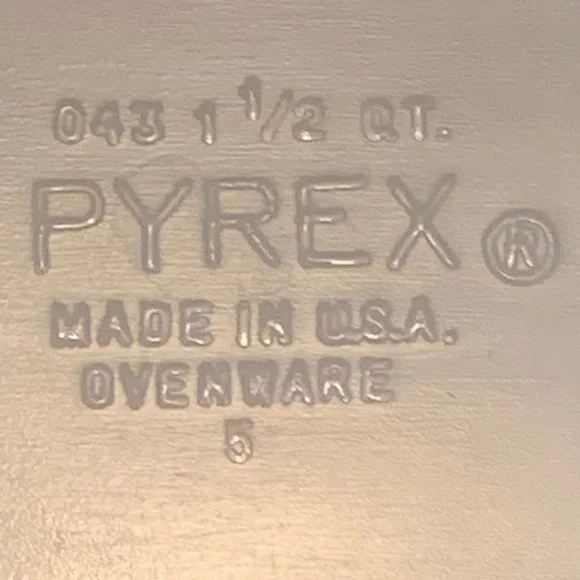 043 1 1/2 QT.
PYREX ®
MADE IN U.S.A.
OVENWARE
5